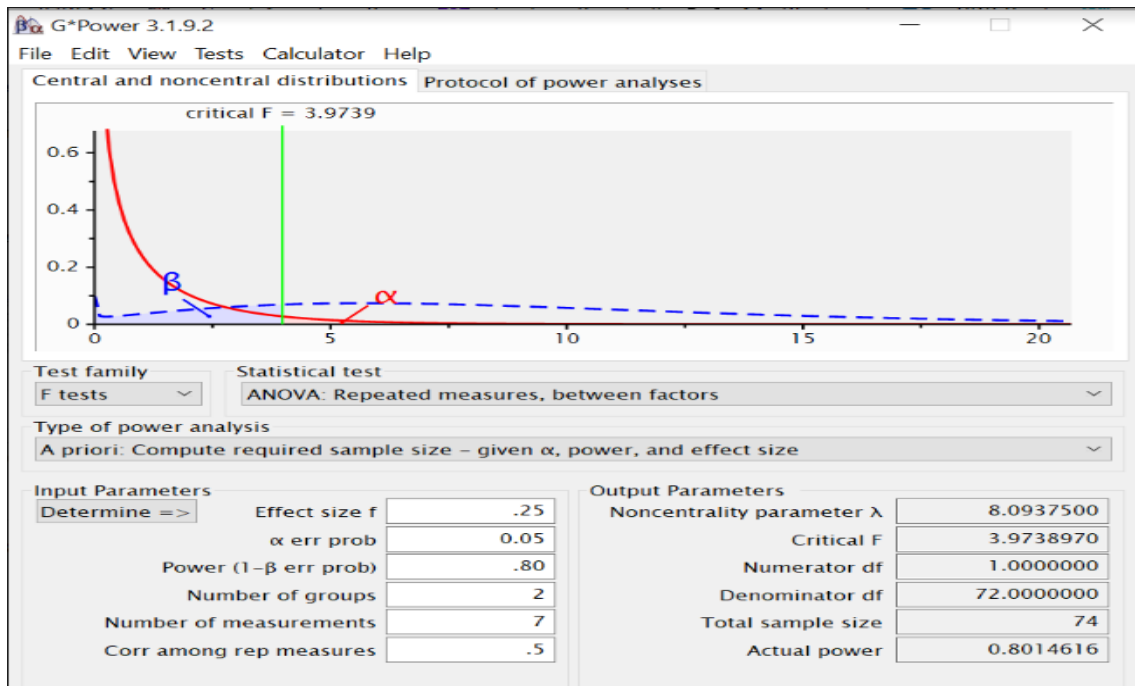 G*Power 3.1.9.2
File Edit View Tests Calculator Help
Central and noncentral distributions Protocol of power analyses
critical F = 3.9739
0.6
0.4
0.2
0
β
α
0 5 10 15 20
Test family Statistical test
F tests ANOVA: Repeated measures, between factors
Type of power analysis
A priori: Compute required sample size – given α, power, and effect size
Input Parameters Output Parameters
Determine => Effect size f .25 Noncentrality parameter λ 8.0937500
α err prob 0.05 Critical F 3.9738970
Power (1–β err prob) .80 Numerator df 1.0000000
Number of groups 2 Denominator df 72.0000000
Number of measurements 7 Total sample size 74
Corr among rep measures .5 Actual power 0.8014616